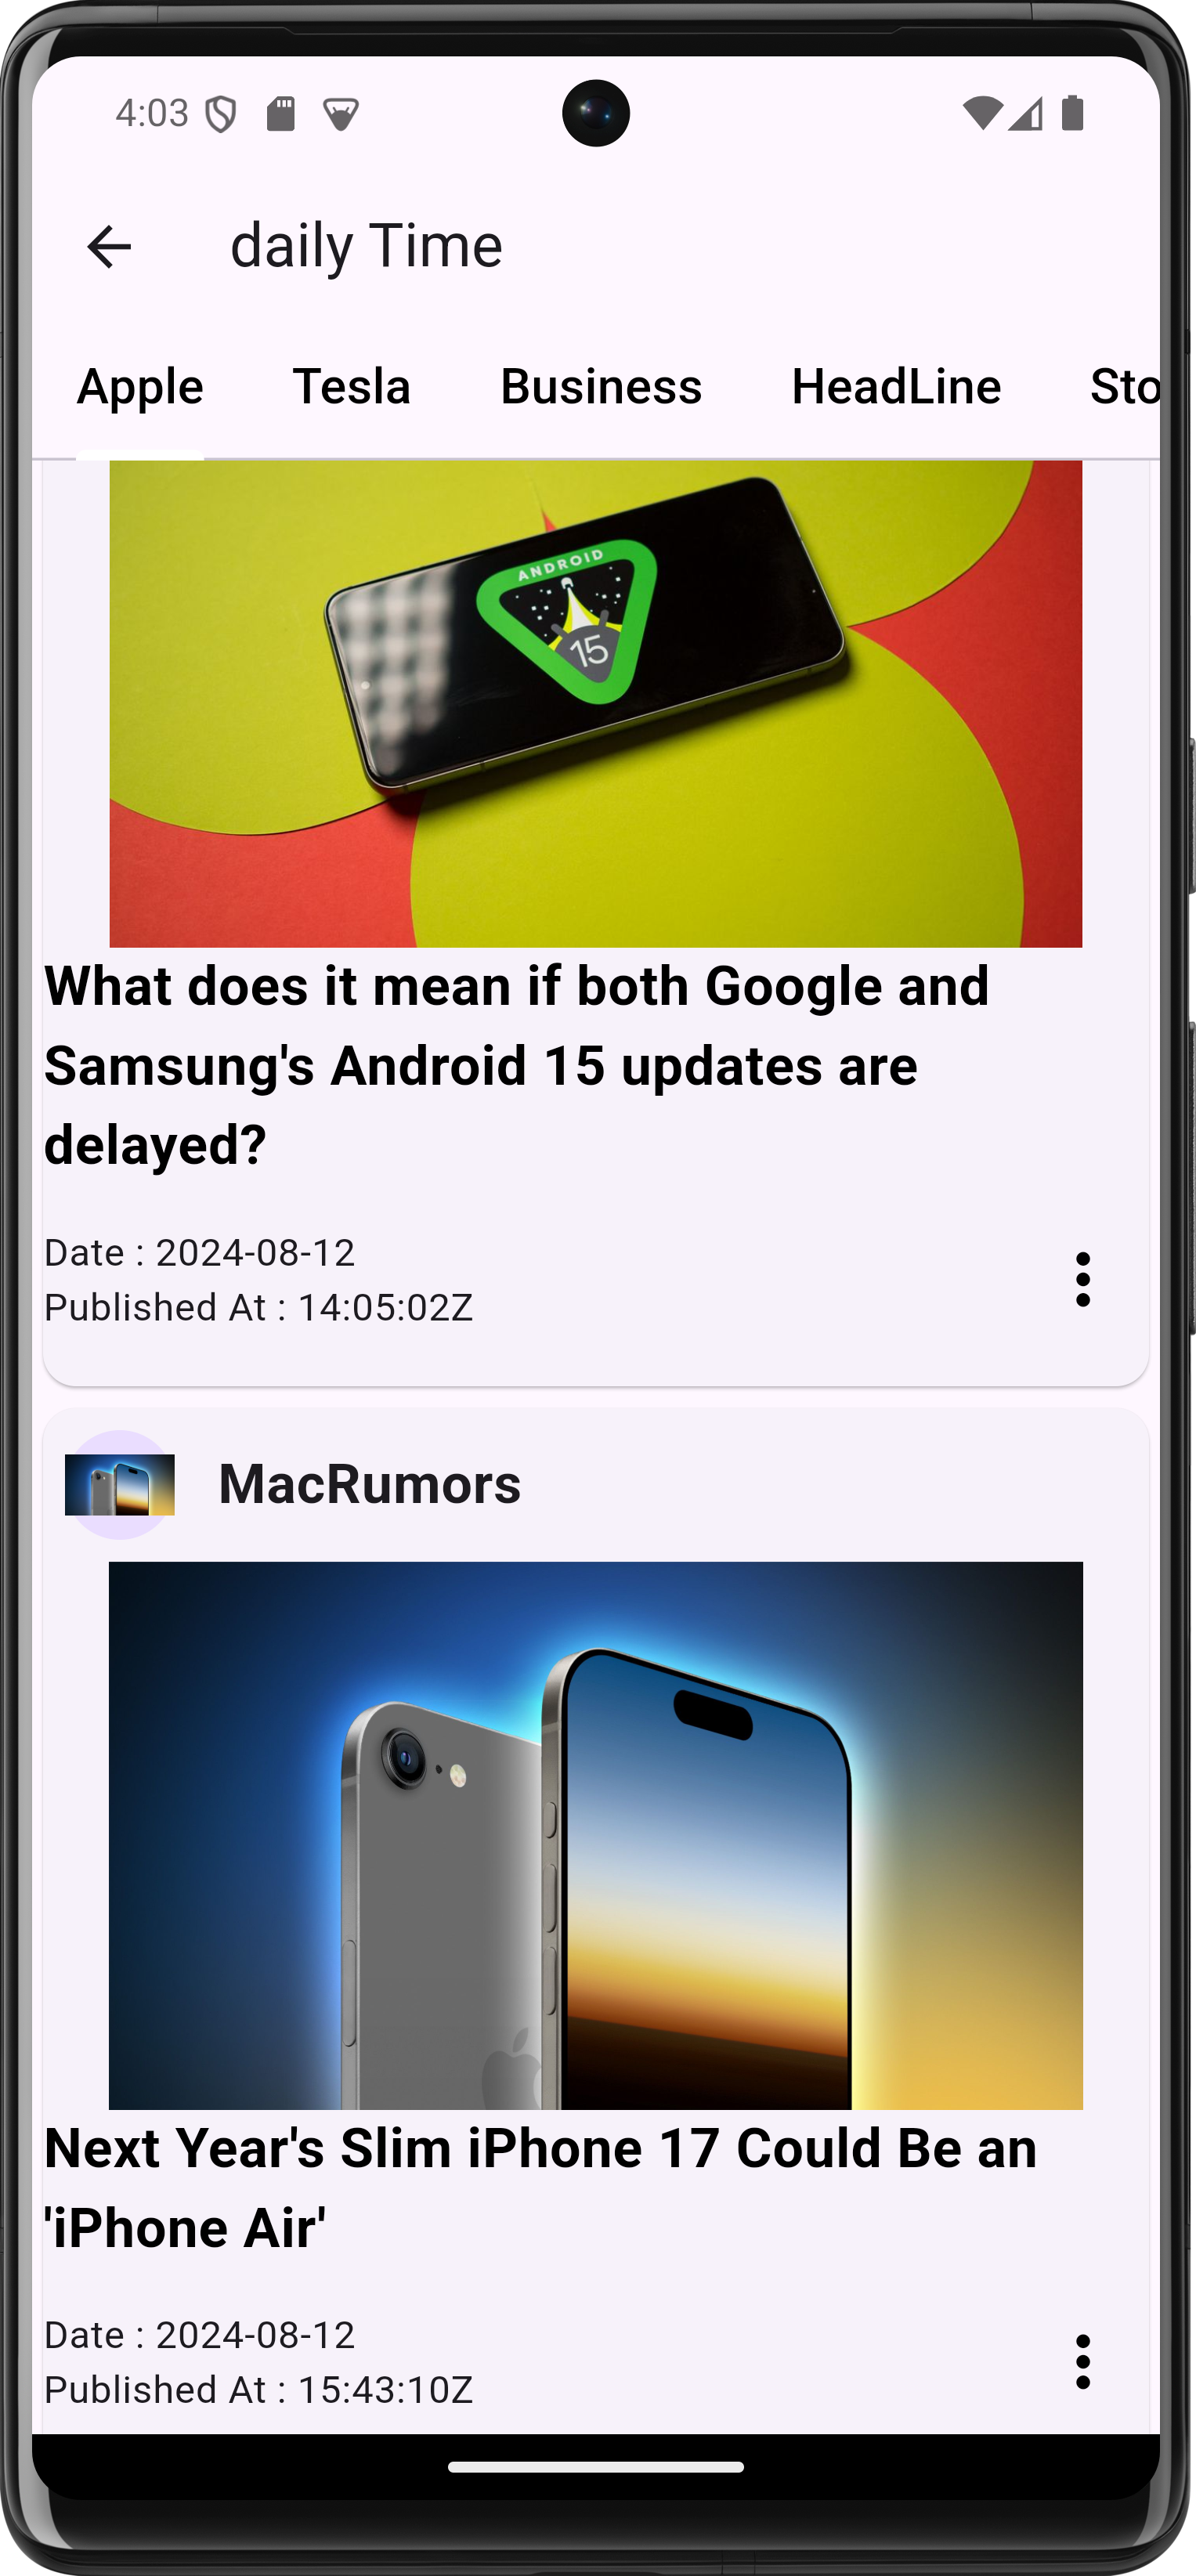 4:03
daily Time
Apple Tesla Business HeadLine Sto
ANDROID
15
What does it mean if both Google and
Samsung's Android 15 updates are
delayed?
Date : 2024-08-12
Published At : 14:05:02Z
MacRumors
Next Year's Slim iPhone 17 Could Be an
'iPhone Air'
Date : 2024-08-12
Published At : 15:43:10Z